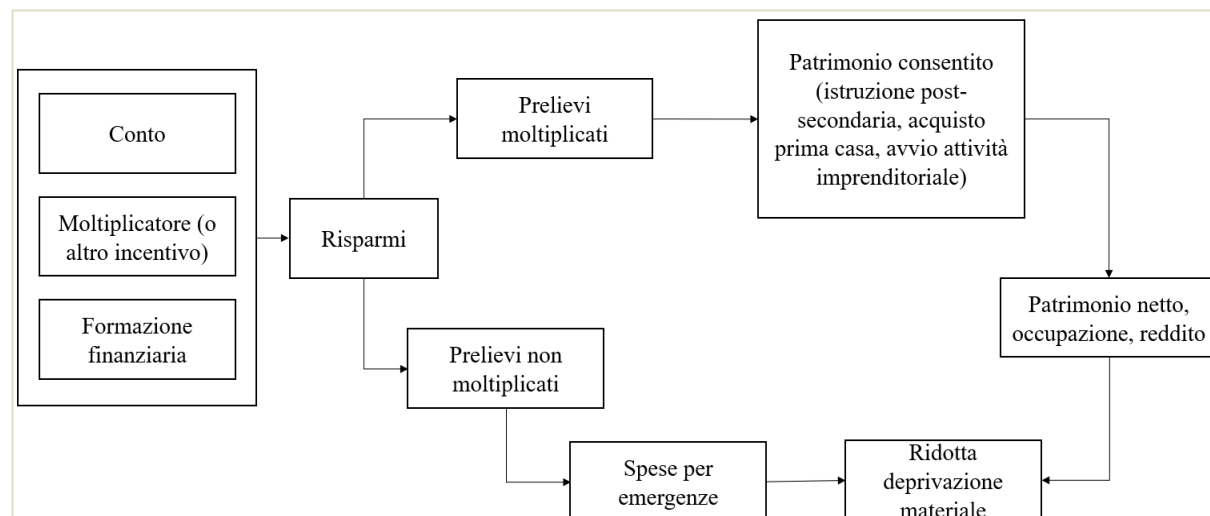 Conto
Moltiplicatore (o
altro incentivo)
Formazione
finanziaria
Risparmi
Prelievi
moltiplicati
Patrimonio consentito
(istruzione post-
secondaria, acquisto
prima casa, avvio attività
imprenditoriale)
Patrimonio netto,
occupazione, reddito
Prelievi non
moltiplicati
Spese per
emergenze
Ridotta
deprivazione
materiale